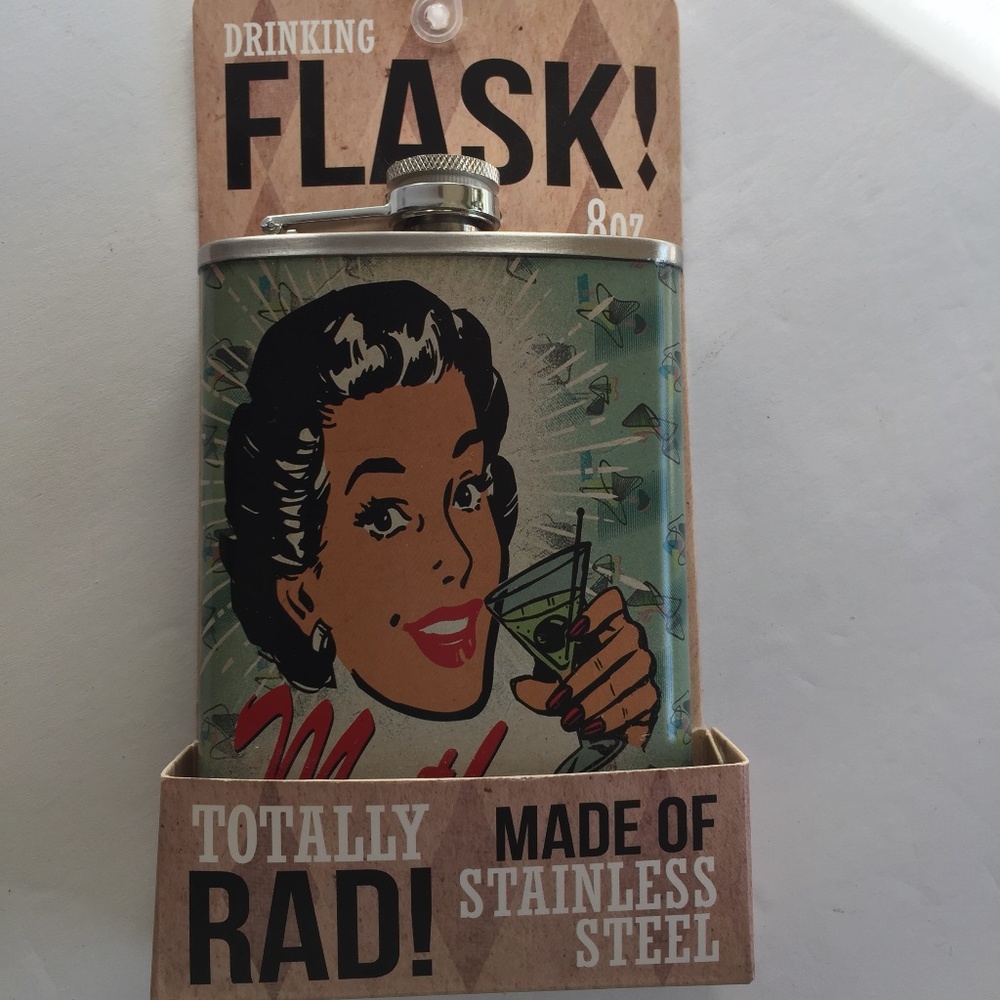 DRINKING
FLASK!
8oz
TOTALLY
RAD!
MADE OF
STAINLESS
STEEL